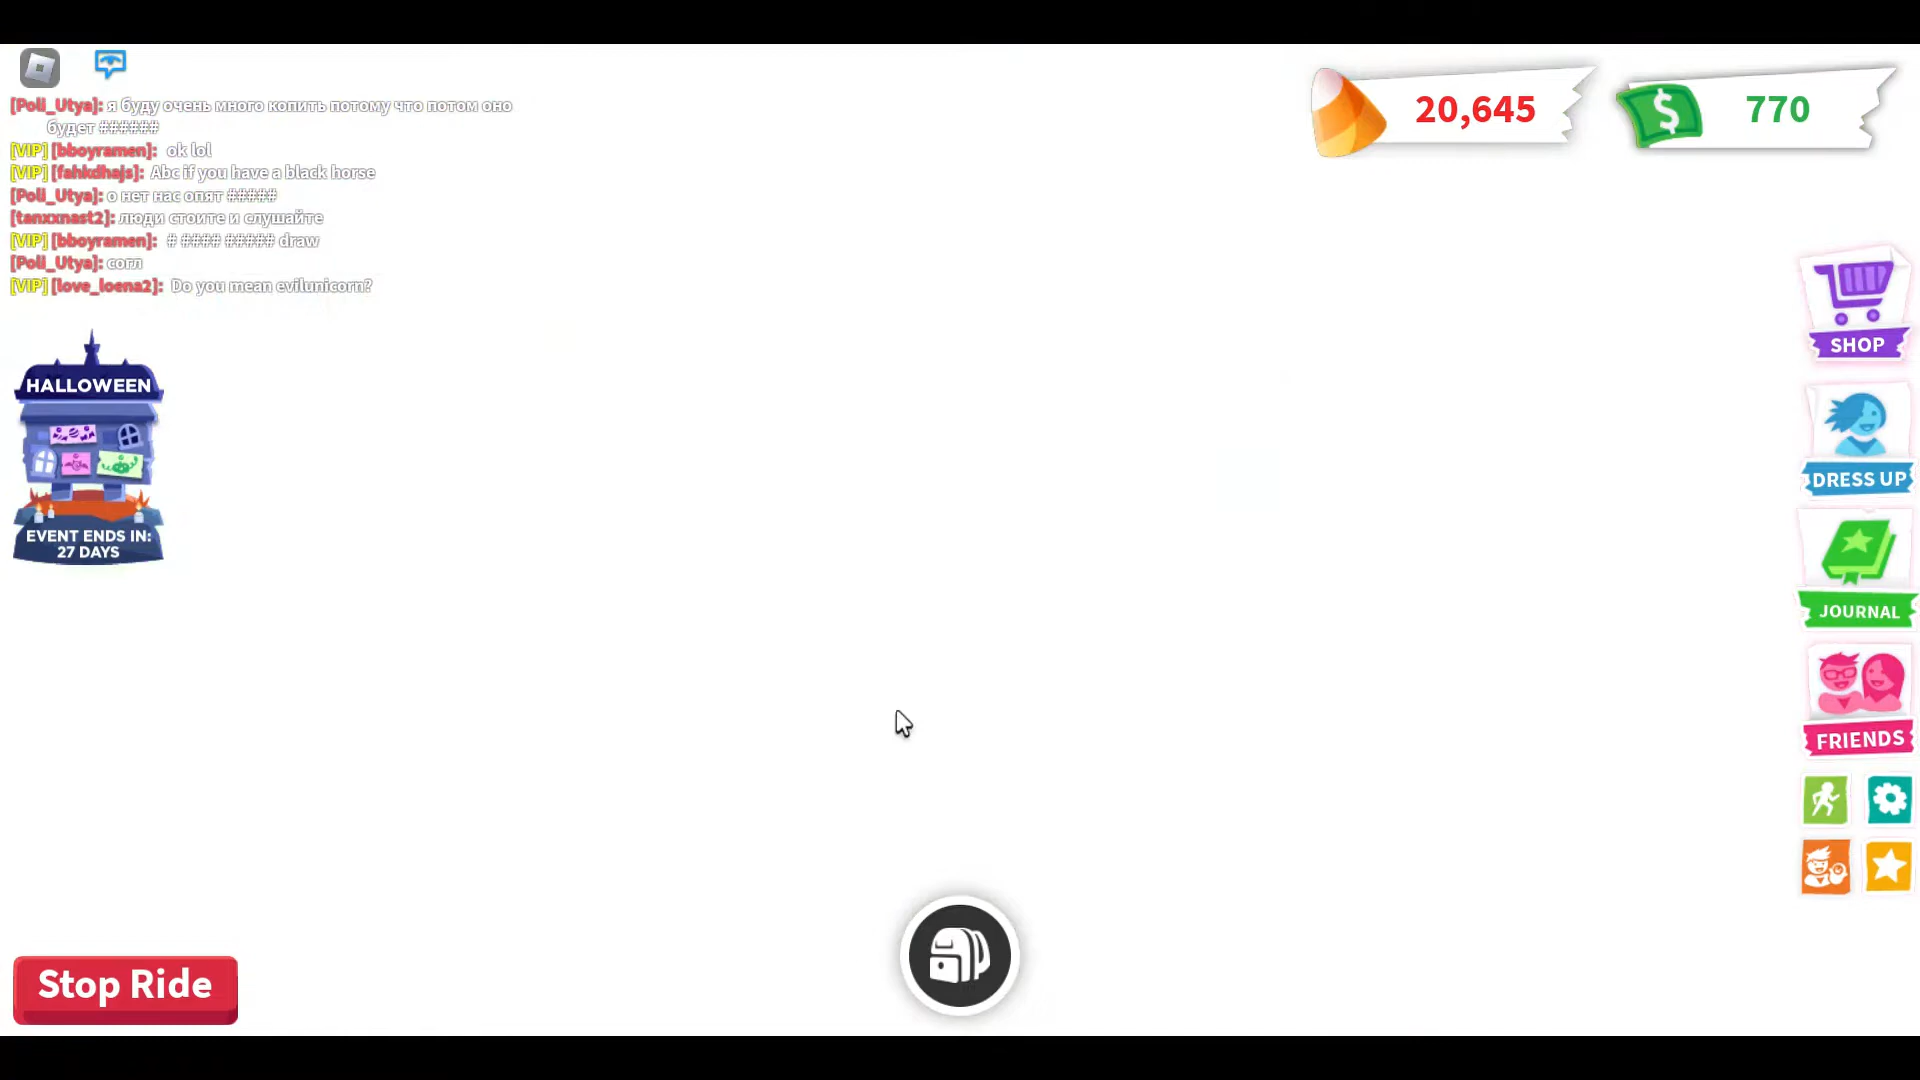 [Poli_Utya]: я буду очень много копить потому что потом оно
будет ######
[VIP] [bboyramen]: ok lol
[VIP] [fahkdhajs]: Abc if you have a black horse
[Poli_Utya]: о нет нас опят #####
[tanxxnast2]: люди стоите и слушайте
[VIP] [bboyramen]: # #### ##### draw
[Poli_Utya]: согл
[VIP] [love_loena2]: Do you mean evilunicorn?
20,645
$ 770
HALLOWEEN
EVENT ENDS IN:
27 DAYS
SHOP
DRESS UP
JOURNAL
FRIENDS
Stop Ride